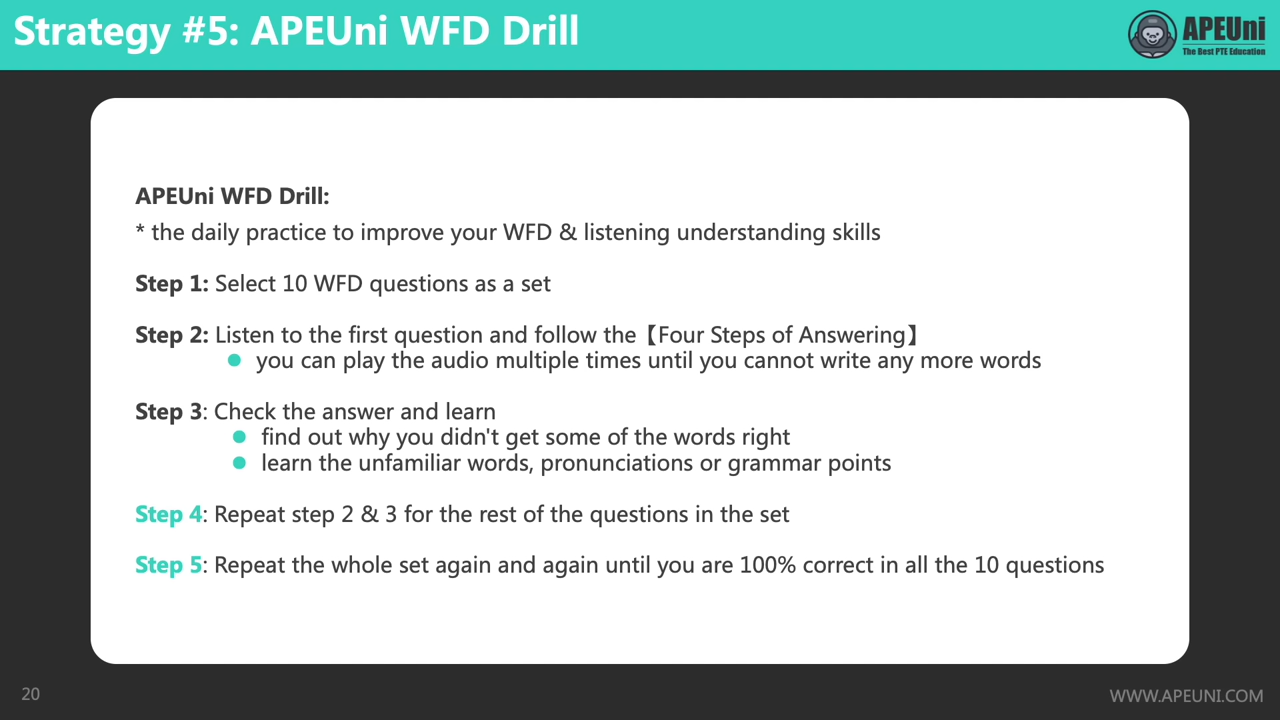 Strategy #5: APEUni WFD Drill
APEUni
The Best PTE Education
APEUni WFD Drill:
* the daily practice to improve your WFD & listening understanding skills
Step 1: Select 10 WFD questions as a set
Step 2: Listen to the first question and follow the【Four Steps of Answering】
● you can play the audio multiple times until you cannot write any more words
Step 3: Check the answer and learn
● find out why you didn't get some of the words right
● learn the unfamiliar words, pronunciations or grammar points
Step 4: Repeat step 2 & 3 for the rest of the questions in the set
Step 5: Repeat the whole set again and again until you are 100% correct in all the 10 questions
20
WWW.APEUNI.COM